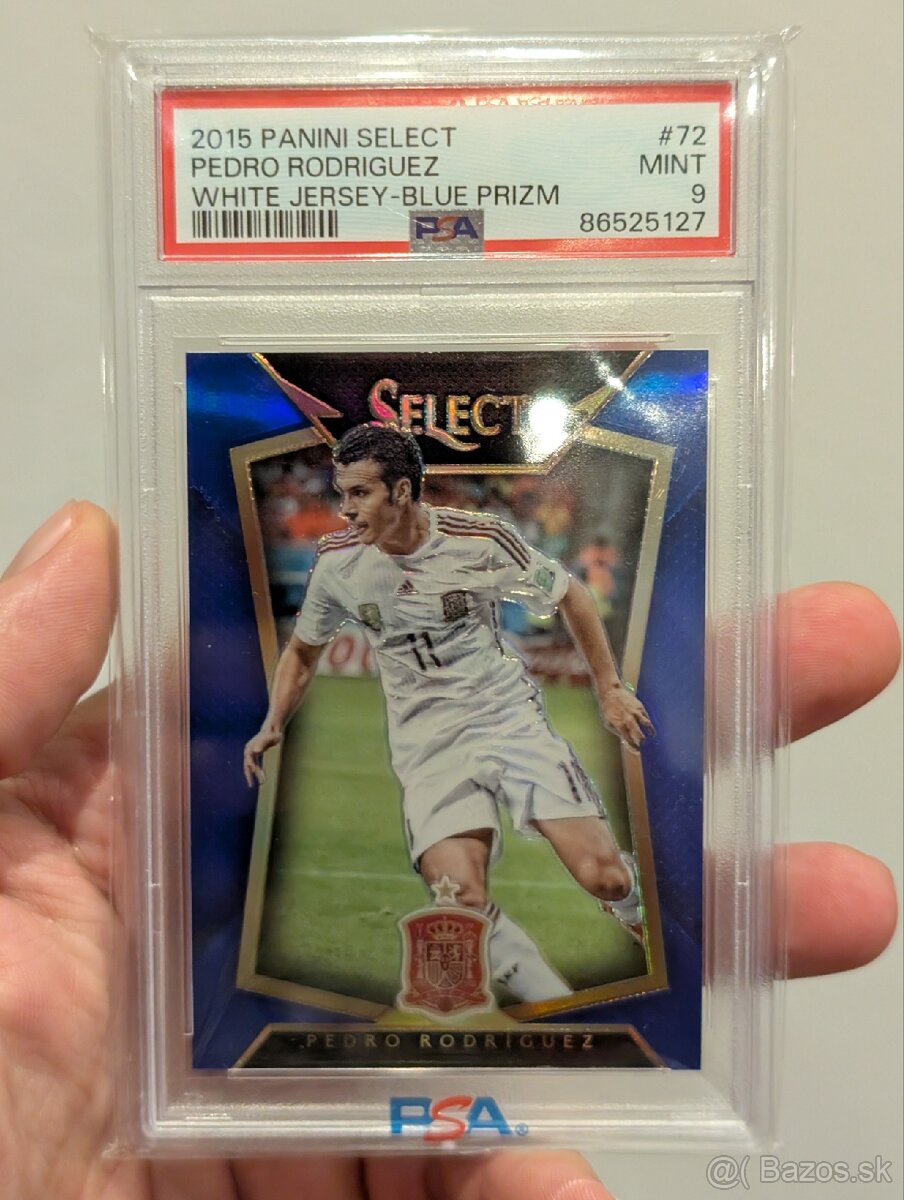 2015 PANINI SELECT #72
PEDRO RODRIGUEZ MINT
WHITE JERSEY-BLUE PRIZM 9
PSA 86525127
SELECT
11
PEDRO RODRIGUEZ
PSA®
@( Bazos.sk